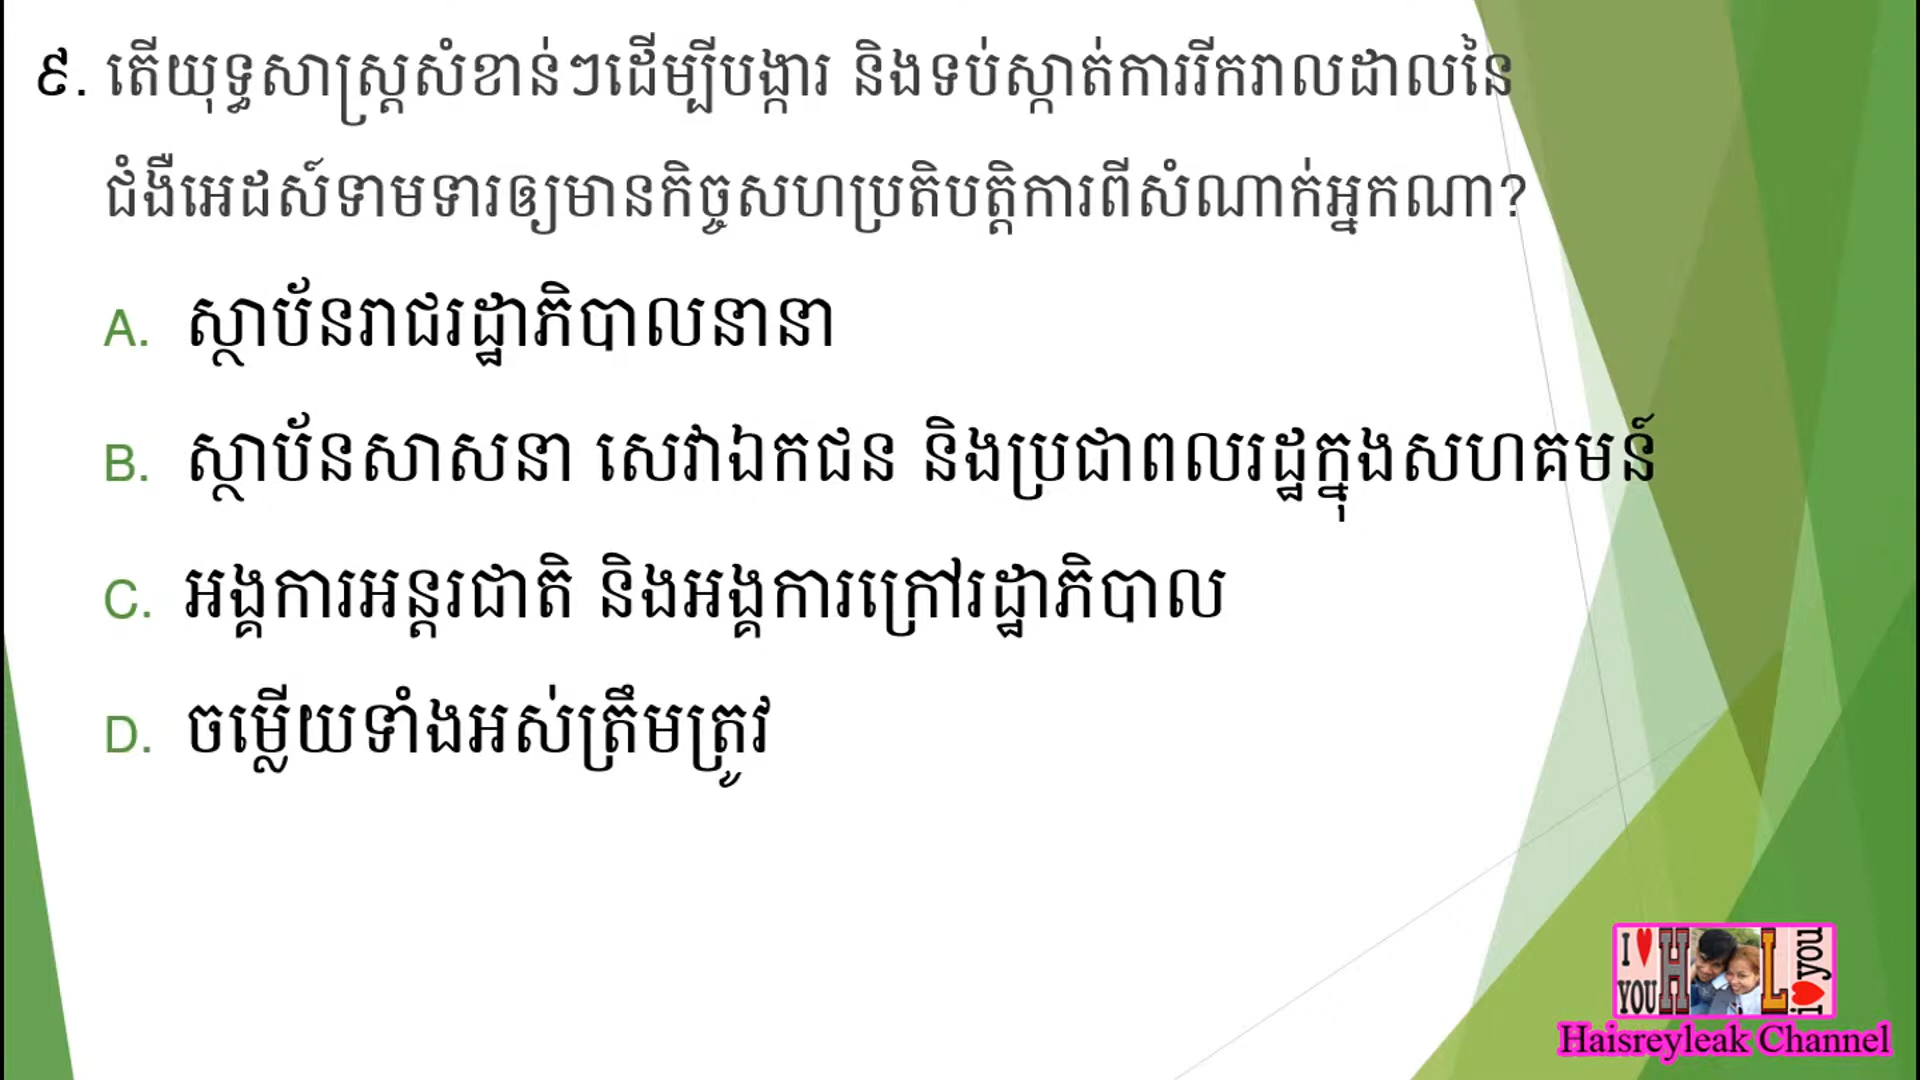 ៩. តើយុទ្ធសាស្ត្រសំខាន់ៗដើម្បីបង្ការ និងទប់ស្កាត់ការរីករាលដាលនៃ
ជំងឺអេដស៍ទាមទារឲ្យមានកិច្ចសហប្រតិបត្តិការពីសំណាក់អ្នកណា?
A. ស្ថាប័នរាជរដ្ឋាភិបាលនានា
B. ស្ថាប័នសាសនា សេវាឯកជន និងប្រជាពលរដ្ឋក្នុងសហគមន៍
C. អង្គការអន្តរជាតិ និងអង្គការក្រៅរដ្ឋាភិបាល
D. ចម្លើយទាំងអស់ត្រឹមត្រូវ
I ♥ YOU H L i ♥ you
Haisreyleak Channel